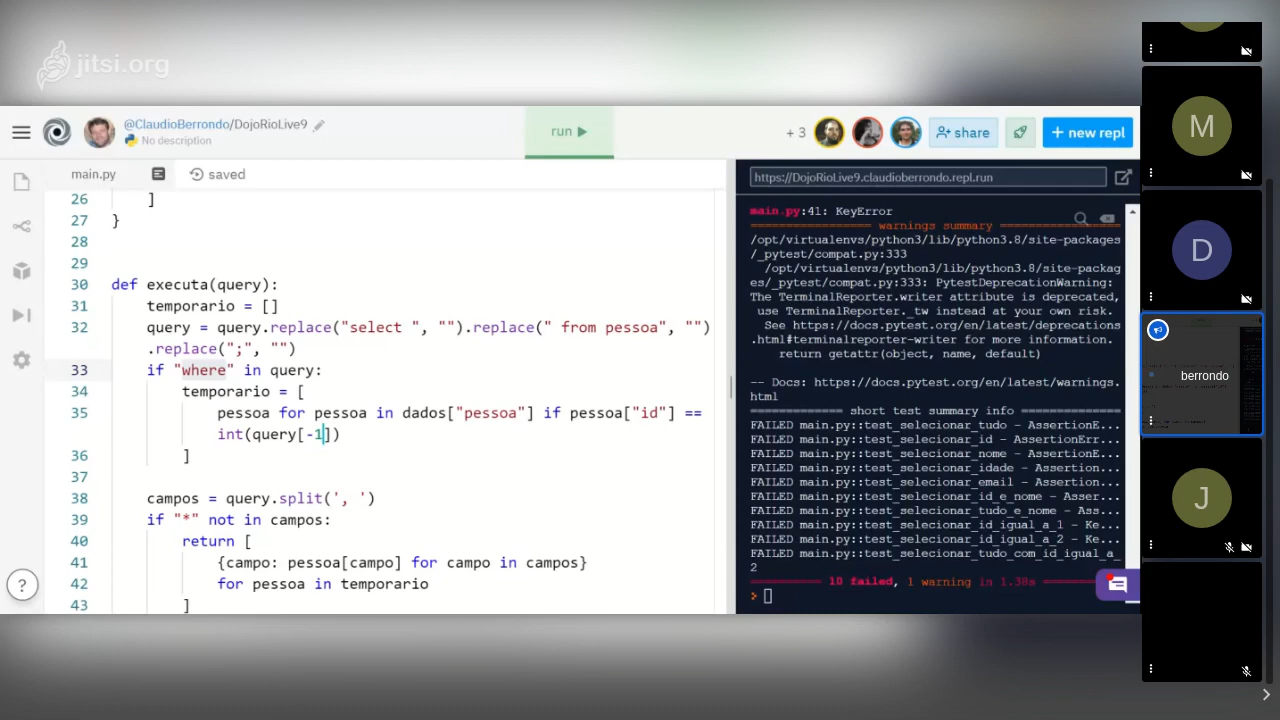 jitsi.org
@ClaudioBerrondo/DojoRioLive9
No description
run
+ 3
share
+ new repl
main.py
saved
https://DojoRioLive9.claudioberrondo.repl.run
26 ]
27 }
28
29
30 def executa(query):
31 temporario = []
32 query = query.replace("select ", "").replace(" from pessoa", "")
.replace(";", "")
33 if "where" in query:
34 temporario = [
35 pessoa for pessoa in dados["pessoa"] if pessoa["id"] ==
int(query[-1])
36 ]
37
38 campos = query.split(', ')
39 if "*" not in campos:
40 return [
41 {campo: pessoa[campo] for campo in campos}
42 for pessoa in temporario
43 ]
?
main.py:41: KeyError
================= warnings summary =================
/opt/virtualenvs/python3/lib/python3.8/site-packages
/_pytest/compat.py:333
/opt/virtualenvs/python3/lib/python3.8/site-packag
es/_pytest/compat.py:333: PytestDeprecationWarning:
The TerminalReporter.writer attribute is deprecated,
use TerminalReporter._tw instead at your own risk.
See https://docs.pytest.org/en/latest/deprecations
.html#terminalreporter-writer for more information.
return getattr(object, name, default)
-- Docs: https://docs.pytest.org/en/latest/warnings.
html
============= short test summary info ==============
FAILED main.py::test_selecionar_tudo - AssertionE...
FAILED main.py::test_selecionar_id - AssertionErr...
FAILED main.py::test_selecionar_nome - AssertionE...
FAILED main.py::test_selecionar_idade - Assertion...
FAILED main.py::test_selecionar_email - Assertion...
FAILED main.py::test_selecionar_id_e_nome - Asser...
FAILED main.py::test_selecionar_tudo_e_nome - Ass...
FAILED main.py::test_selecionar_id_igual_a_1 - Ke...
FAILED main.py::test_selecionar_id_igual_a_2 - Ke...
FAILED main.py::test_selecionar_tudo_com_id_igual_a_
2
========== 10 failed, 1 warning in 1.38s ===========
M
D
berrondo
J